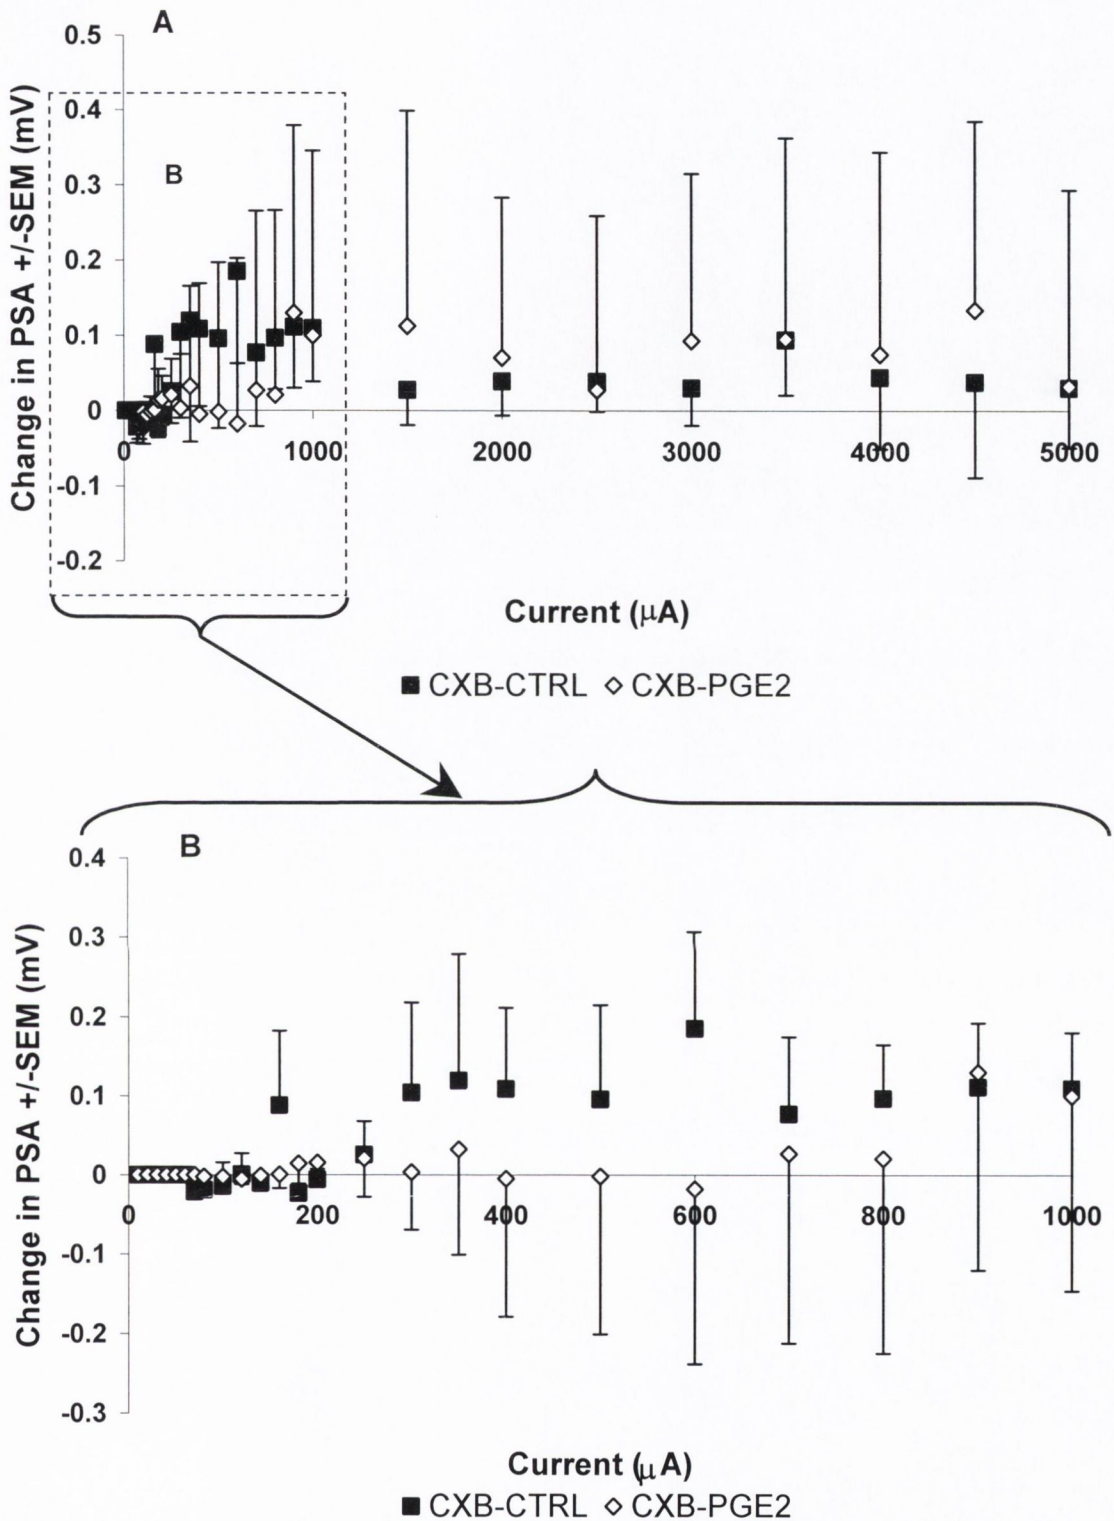 A
0.5
0.4
0.3
0.2
0.1
0
-0.1
-0.2
Change in PSA +/-SEM (mV)
B
0 1000 2000 3000 4000 5000
Current (μA)
CXB-CTRL CXB-PGE2
B
0.4
0.3
0.2
0.1
0
-0.1
-0.2
-0.3
Change in PSA +/-SEM (mV)
0 200 400 600 800 1000
Current (μA)
CXB-CTRL CXB-PGE2